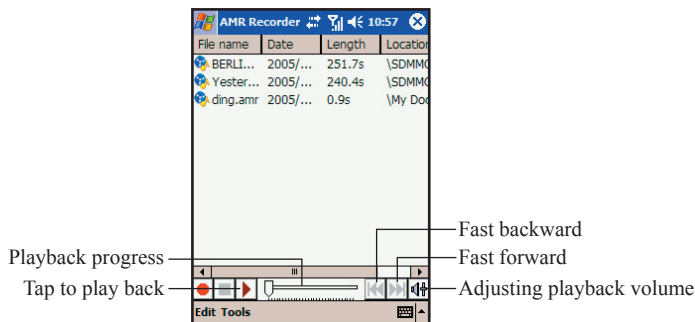 AMR Recorder 10:57
File name Date Length Location
BERLI... 2005/... 251.7s \SDMMC
Yester... 2005/... 240.4s \SDMMC
ding.amr 2005/... 0.9s \My Doc
Fast backward
Playback progress
Fast forward
Tap to play back
Adjusting playback volume
Edit Tools